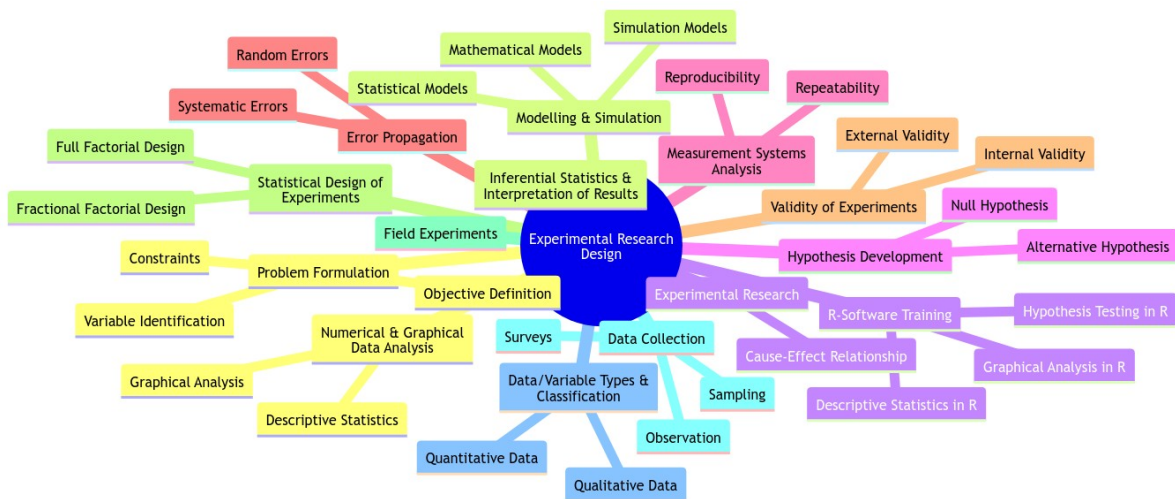 Simulation Models
Mathematical Models
Random Errors
Reproducibility
Repeatability
Statistical Models
Systematic Errors
Modelling & Simulation
External Validity
Error Propagation
Full Factorial Design
Measurement Systems
Analysis
Internal Validity
Statistical Design of
Experiments
Inferential Statistics &
Interpretation of Results
Fractional Factorial Design
Validity of Experiments
Null Hypothesis
Field Experiments
Experimental Research
Design
Constraints
Problem Formulation
Hypothesis Development
Alternative Hypothesis
Objective Definition
Experimental Research
Variable Identification
R-Software Training
Hypothesis Testing in R
Numerical & Graphical
Data Analysis
Surveys
Data Collection
Cause-Effect Relationship
Graphical Analysis in R
Graphical Analysis
Data/Variable Types &
Classification
Sampling
Descriptive Statistics in R
Descriptive Statistics
Observation
Quantitative Data
Qualitative Data